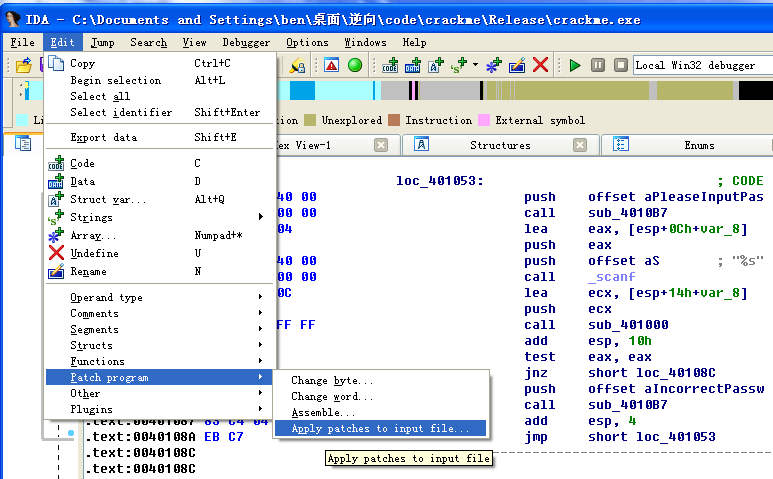 IDA - C:\Documents and Settings\ben\桌面\逆向\code\crackme\Release\crackme.exe
File Edit Jump Search View Debugger Options Windows Help
Local Win32 debugger
Copy Ctrl+C
Begin selection Alt+L
Select all
Select identifier Shift+Enter
Export data Shift+E
Code C
Data D
Struct var... Alt+Q
Strings
Array... Numpad+*
Undefine U
Rename N
Operand type
Comments
Segments
Structs
Functions
Patch program
Other
Plugins
Change byte...
Change word...
Assemble...
Apply patches to input file...
Apply patches to input file
Unexplored Instruction External symbol
View-1 Structures Enums
loc_401053: ; CODE
40 00 push offset aPleaseInputPas
00 00 call sub_4010B7
04 lea eax, [esp+0Ch+var_8]
push eax
40 00 push offset aS ; "%s"
00 00 call _scanf
0C lea ecx, [esp+14h+var_8]
push ecx
FF FF call sub_401000
add esp, 10h
test eax, eax
jnz short loc_40108C
push offset aIncorrectPassw
call sub_4010B7
.text:00401087 83 C4 04 add esp, 4
.text:0040108A EB C7 jmp short loc_401053
.text:0040108C
.text:0040108C